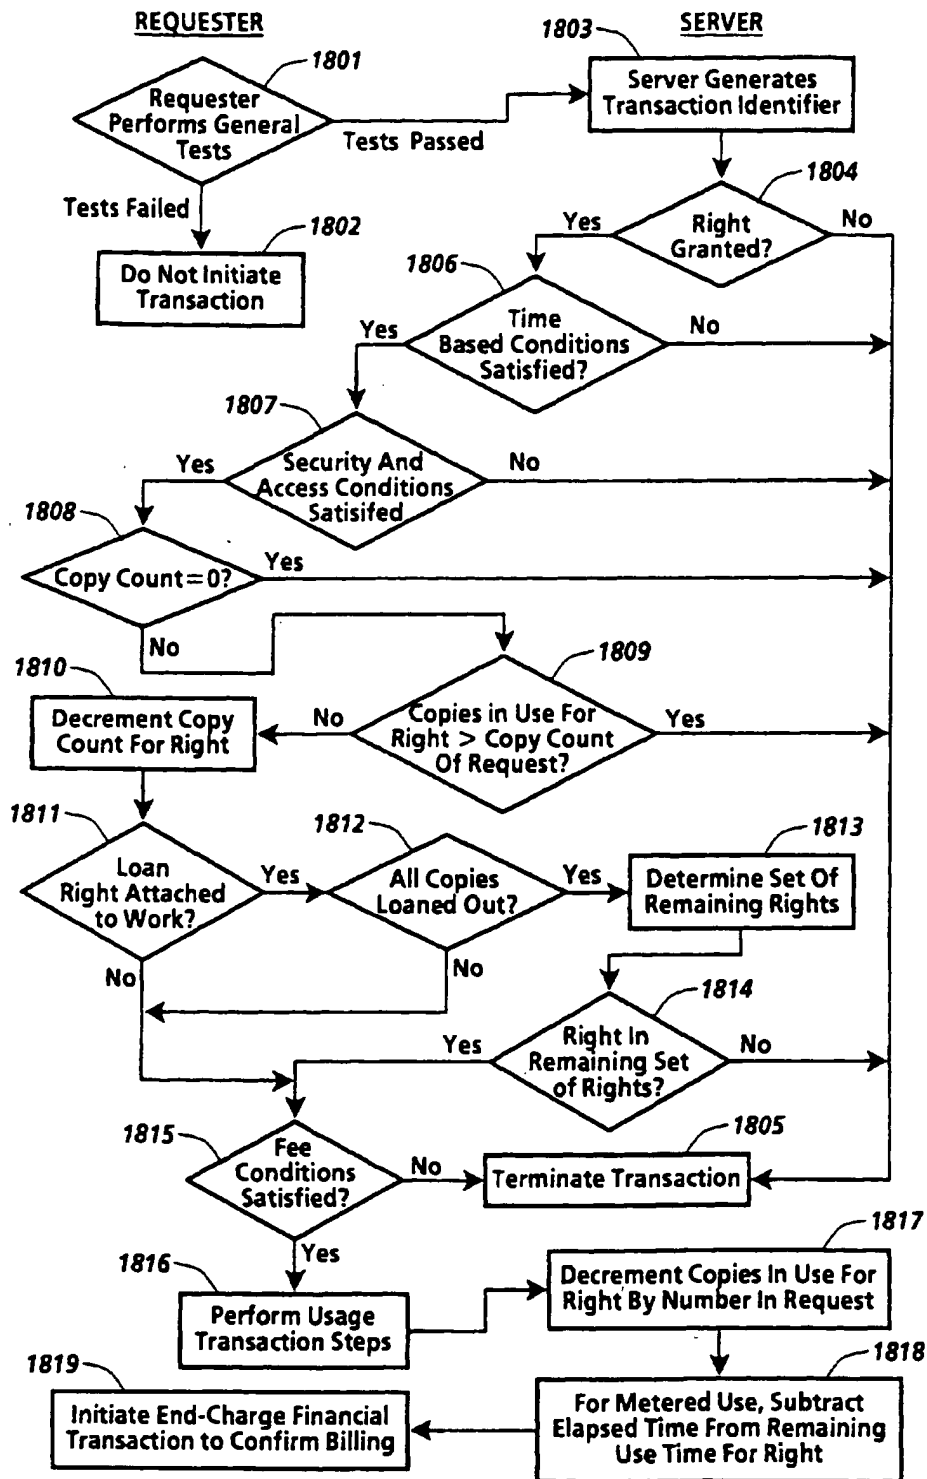 REQUESTER
SERVER
1801
1803
Requester
Performs General
Tests
Tests Passed
Server Generates
Transaction Identifier
Tests Failed
1802
Do Not Initiate
Transaction
1804
Right
Granted?
Yes
No
1806
Time
Based Conditions
Satisfied?
Yes
No
1807
Security And
Access Conditions
Satisifed
Yes
No
1808
Copy Count=0?
Yes
No
1809
Copies in Use For
Right > Copy Count
Of Request?
No
Yes
1810
Decrement Copy
Count For Right
1811
Loan
Right Attached
to Work?
Yes
No
1812
All Copies
Loaned Out?
Yes
No
1813
Determine Set Of
Remaining Rights
1814
Right In
Remaining Set
of Rights?
Yes
No
1815
Fee
Conditions
Satisfied?
No
Yes
1805
Terminate Transaction
1816
Perform Usage
Transaction Steps
1817
Decrement Copies In Use For
Right By Number In Request
1818
For Metered Use, Subtract
Elapsed Time From Remaining
Use Time For Right
1819
Initiate End-Charge Financial
Transaction to Confirm Billing